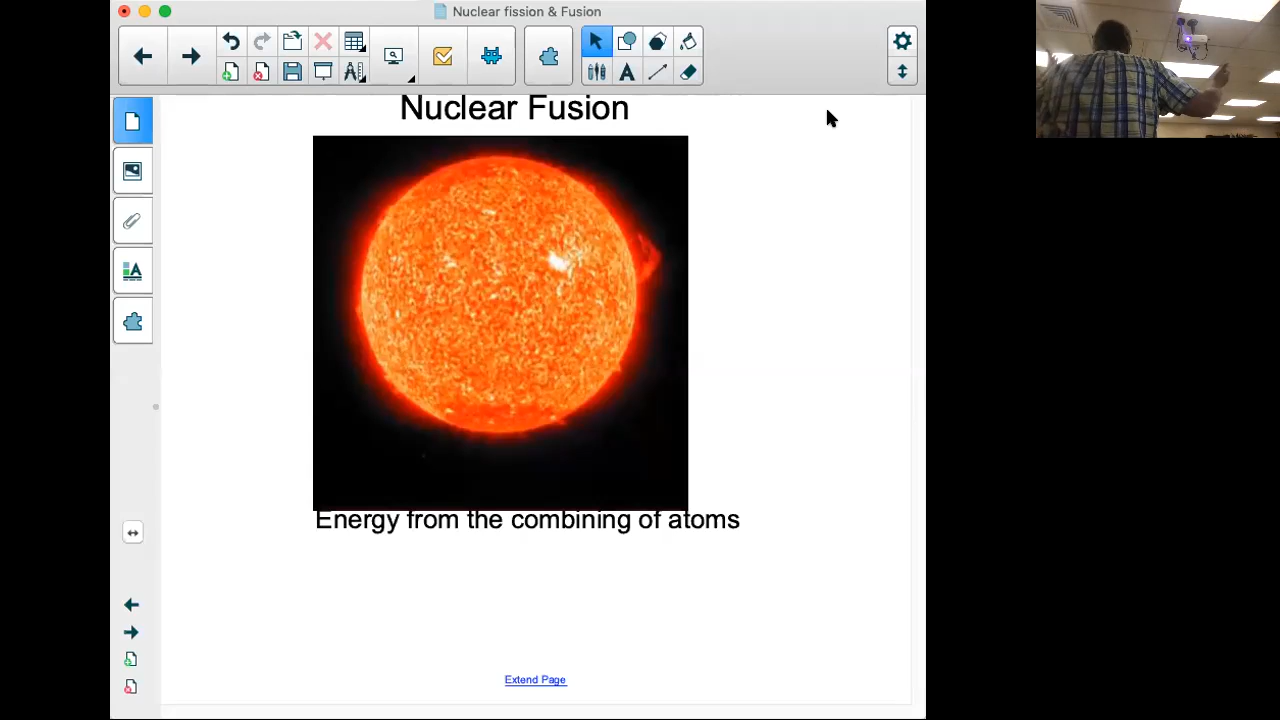 Nuclear fission & Fusion
Nuclear Fusion
Energy from the combining of atoms
Extend Page